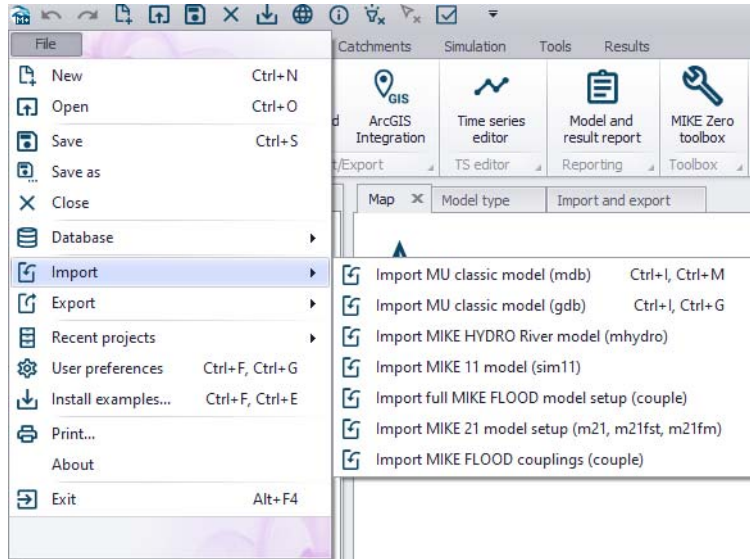 File
Catchments
Simulation
Tools
Results
New Ctrl+N
Open Ctrl+O
Save Ctrl+S
Save as
Close
Database
Import
Export
Recent projects
User preferences Ctrl+F, Ctrl+G
Install examples... Ctrl+F, Ctrl+E
Print...
About
Exit Alt+F4
GIS
ArcGIS
Integration
Time series
editor
Model and
result report
MIKE Zero
toolbox
/Export
TS editor
Reporting
Toolbox
Map
Model type
Import and export
Import MU classic model (mdb) Ctrl+I, Ctrl+M
Import MU classic model (gdb) Ctrl+I, Ctrl+G
Import MIKE HYDRO River model (mhydro)
Import MIKE 11 model (sim11)
Import full MIKE FLOOD model setup (couple)
Import MIKE 21 model setup (m21, m21fst, m21fm)
Import MIKE FLOOD couplings (couple)